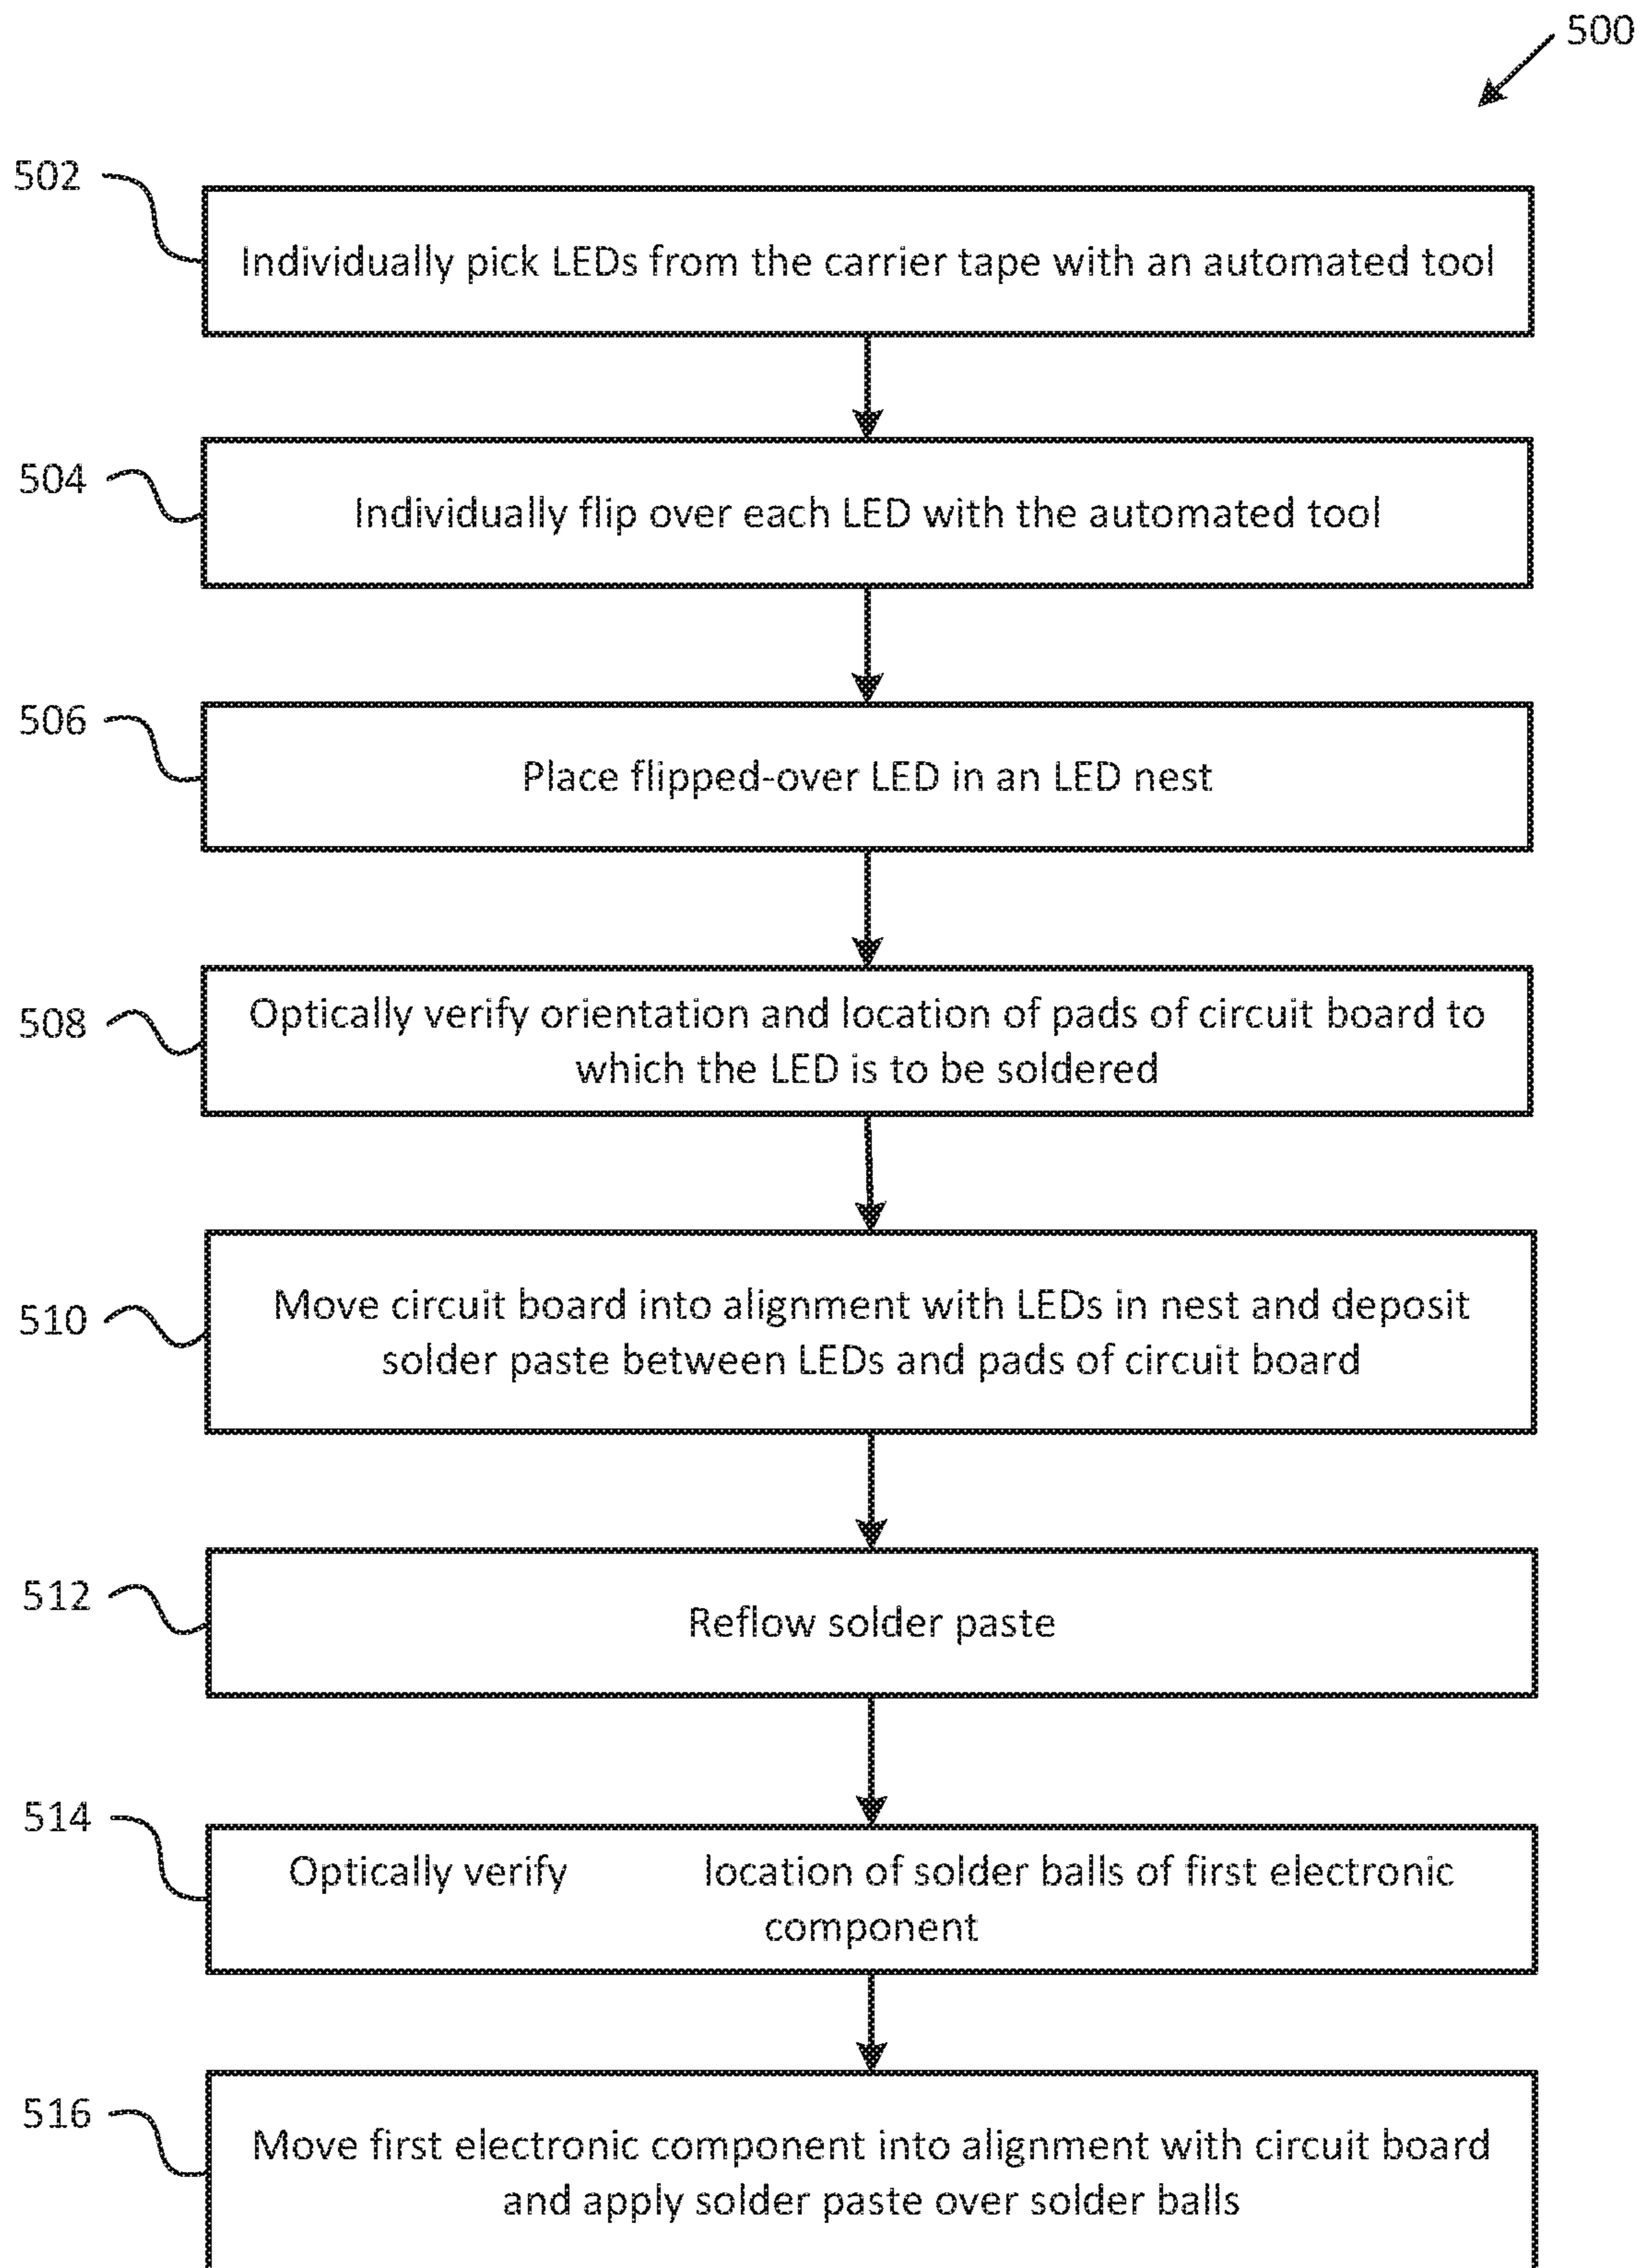 500
502
Individually pick LEDs from the carrier tape with an automated tool
504
Individually flip over each LED with the automated tool
506
Place flipped-over LED in an LED nest
508
Optically verify orientation and location of pads of circuit board to
which the LED is to be soldered
510
Move circuit board into alignment with LEDs in nest and deposit
solder paste between LEDs and pads of circuit board
512
Reflow solder paste
514
Optically verify location of solder balls of first electronic
component
516
Move first electronic component into alignment with circuit board
and apply solder paste over solder balls